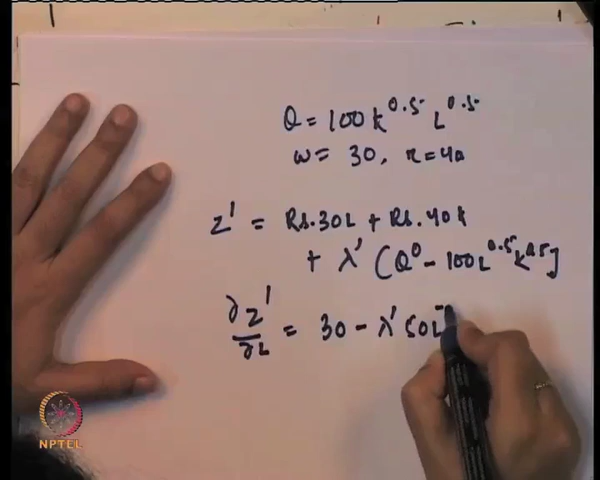 Q = 100 K^0.5 L^0.5
w = 30, r = 40
Z' = Rs. 30L + Rs. 40K
+ λ' [Q^0 - 100 L^0.5 K^0.5]
∂Z'/∂L = 30 - λ' 50L^-
NPTEL